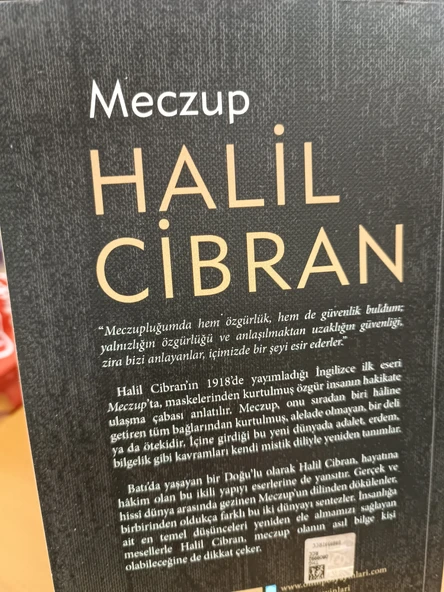 Meczup
HALİL
CİBRAN
“Meczupluğumda hem özgürlük, hem de güvenlik buldum;
yalnızlığın özgürlüğü ve anlaşılmaktan uzaklığın güvenliği,
zira bizi anlayanlar, içimizde bir şeyi esir ederler.”
Halil Cibran'ın 1918'de yayımladığı İngilizce ilk eseri
Meczup'ta, maskelerinden kurtulmuş özgür insanın hakikate
ulaşma çabası anlatılır. Meczup, onu sıradan biri hâline
getiren tüm bağlarından kurtulmuş, alelade olmayan, bir deli
ya da ötekidir. İçine girdiği bu yeni dünyada adalet, erdem,
bilgelik gibi kavramları kendi mistik diliyle yeniden tanımlar.
Batı'da yaşayan bir Doğu'lu olarak Halil Cibran, hayatına
hâkim olan bu ikili yapıyı eserlerine de yansıtır. Gerçek ve
hissi dünya arasında gezinen Meczup'un dilinden dökülenler,
birbirinden oldukça farklı bu iki dünyayı sentezler. İnsanlığa
ait en temel düşünceleri yeniden ele almamızı sağlayan
mesellerle Halil Cibran, meczup olanın asıl bilge kişi
olabileceğine de dikkat çeker.